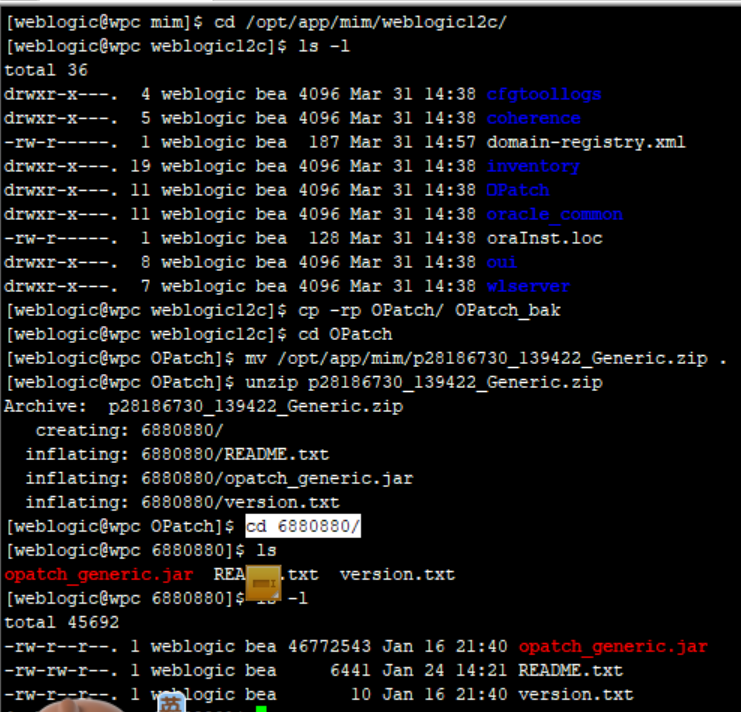 [weblogic@wpc mim]$ cd /opt/app/mim/weblogic12c/
[weblogic@wpc weblogic12c]$ ls -l
total 36
drwxr-x---.  4 weblogic bea 4096 Mar 31 14:38 cfgtoollogs
drwxr-x---.  5 weblogic bea 4096 Mar 31 14:38 coherence
-rw-r-----.  1 weblogic bea  187 Mar 31 14:57 domain-registry.xml
drwxr-x---. 19 weblogic bea 4096 Mar 31 14:38 inventory
drwxr-x---. 11 weblogic bea 4096 Mar 31 14:38 OPatch
drwxr-x---. 11 weblogic bea 4096 Mar 31 14:38 oracle_common
-rw-r-----.  1 weblogic bea  128 Mar 31 14:38 oraInst.loc
drwxr-x---.  8 weblogic bea 4096 Mar 31 14:38 oui
drwxr-x---.  7 weblogic bea 4096 Mar 31 14:38 wlserver
[weblogic@wpc weblogic12c]$ cp -rp OPatch/ OPatch_bak
[weblogic@wpc weblogic12c]$ cd OPatch
[weblogic@wpc OPatch]$ mv /opt/app/mim/p28186730_139422_Generic.zip .
[weblogic@wpc OPatch]$ unzip p28186730_139422_Generic.zip
Archive:  p28186730_139422_Generic.zip
   creating: 6880880/
  inflating: 6880880/README.txt
  inflating: 6880880/opatch_generic.jar
  inflating: 6880880/version.txt
[weblogic@wpc OPatch]$ cd 6880880/
[weblogic@wpc 6880880]$ ls
opatch_generic.jar  REA .txt  version.txt
[weblogic@wpc 6880880]$ -l
total 45692
-rw-r--r--. 1 weblogic bea 46772543 Jan 16 21:40 opatch_generic.jar
-rw-rw-r--. 1 weblogic bea     6441 Jan 24 14:21 README.txt
-rw-r--r--. 1 weblogic bea       10 Jan 16 21:40 version.txt
英